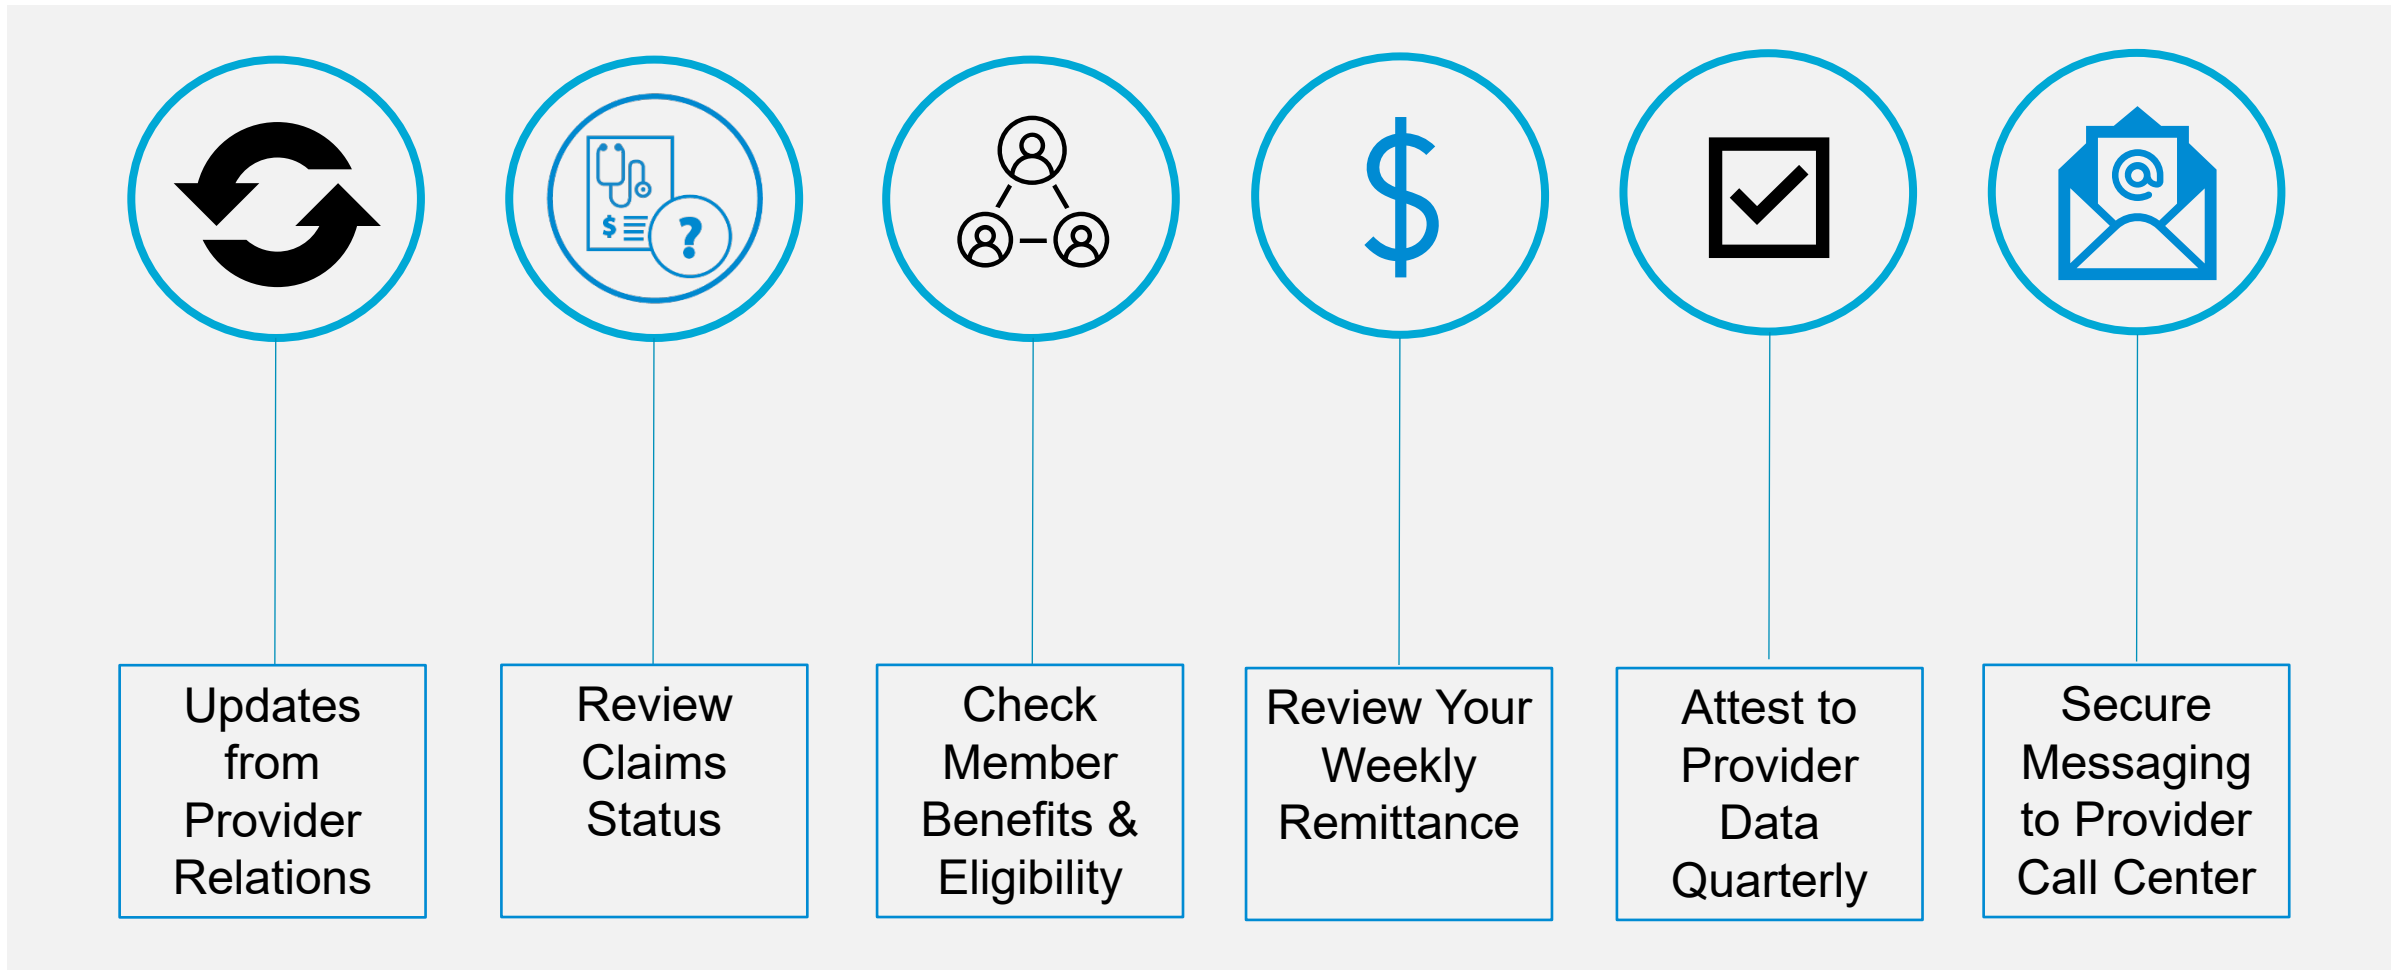 $
?
$
@
Updates
from
Provider
Relations
Review
Claims
Status
Check
Member
Benefits &
Eligibility
Review Your
Weekly
Remittance
Attest to
Provider
Data
Quarterly
Secure
Messaging
to Provider
Call Center